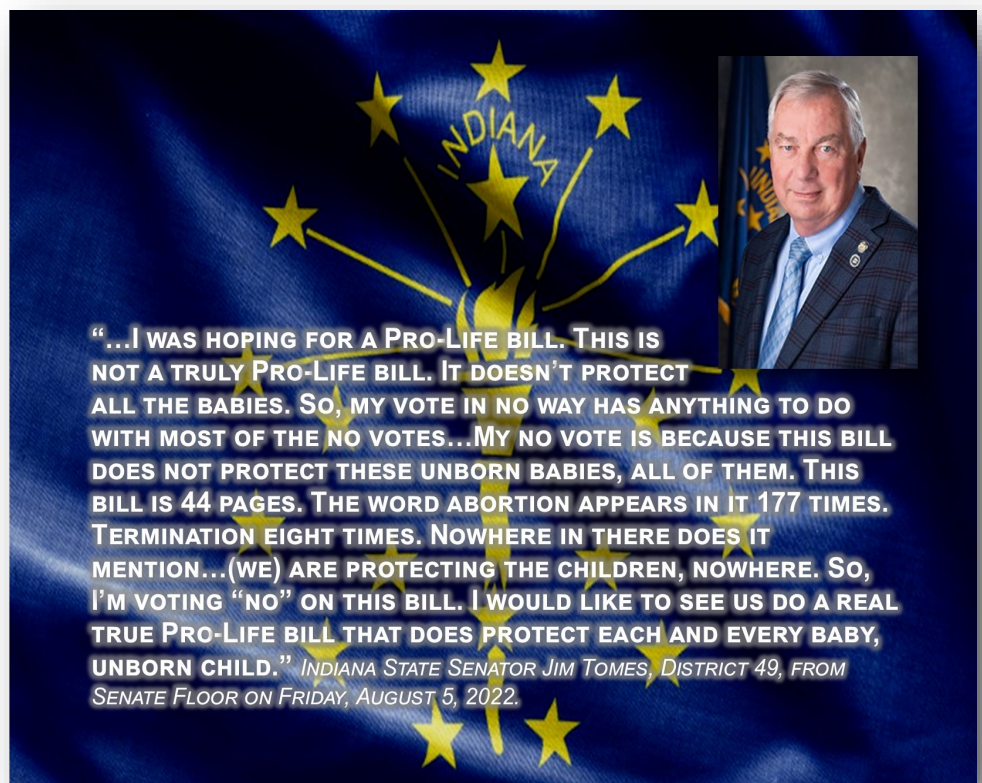 INDIANA
“…I WAS HOPING FOR A PRO-LIFE BILL. THIS IS
NOT A TRULY PRO-LIFE BILL. IT DOESN’T PROTECT
ALL THE BABIES. SO, MY VOTE IN NO WAY HAS ANYTHING TO DO
WITH MOST OF THE NO VOTES…MY NO VOTE IS BECAUSE THIS BILL
DOES NOT PROTECT THESE UNBORN BABIES, ALL OF THEM. THIS
BILL IS 44 PAGES. THE WORD ABORTION APPEARS IN IT 177 TIMES.
TERMINATION EIGHT TIMES. NOWHERE IN THERE DOES IT
MENTION…(WE) ARE PROTECTING THE CHILDREN, NOWHERE. SO,
I’M VOTING “NO” ON THIS BILL. I WOULD LIKE TO SEE US DO A REAL
TRUE PRO-LIFE BILL THAT DOES PROTECT EACH AND EVERY BABY,
UNBORN CHILD.” INDIANA STATE SENATOR JIM TOMES, DISTRICT 49, FROM
SENATE FLOOR ON FRIDAY, AUGUST 5, 2022.